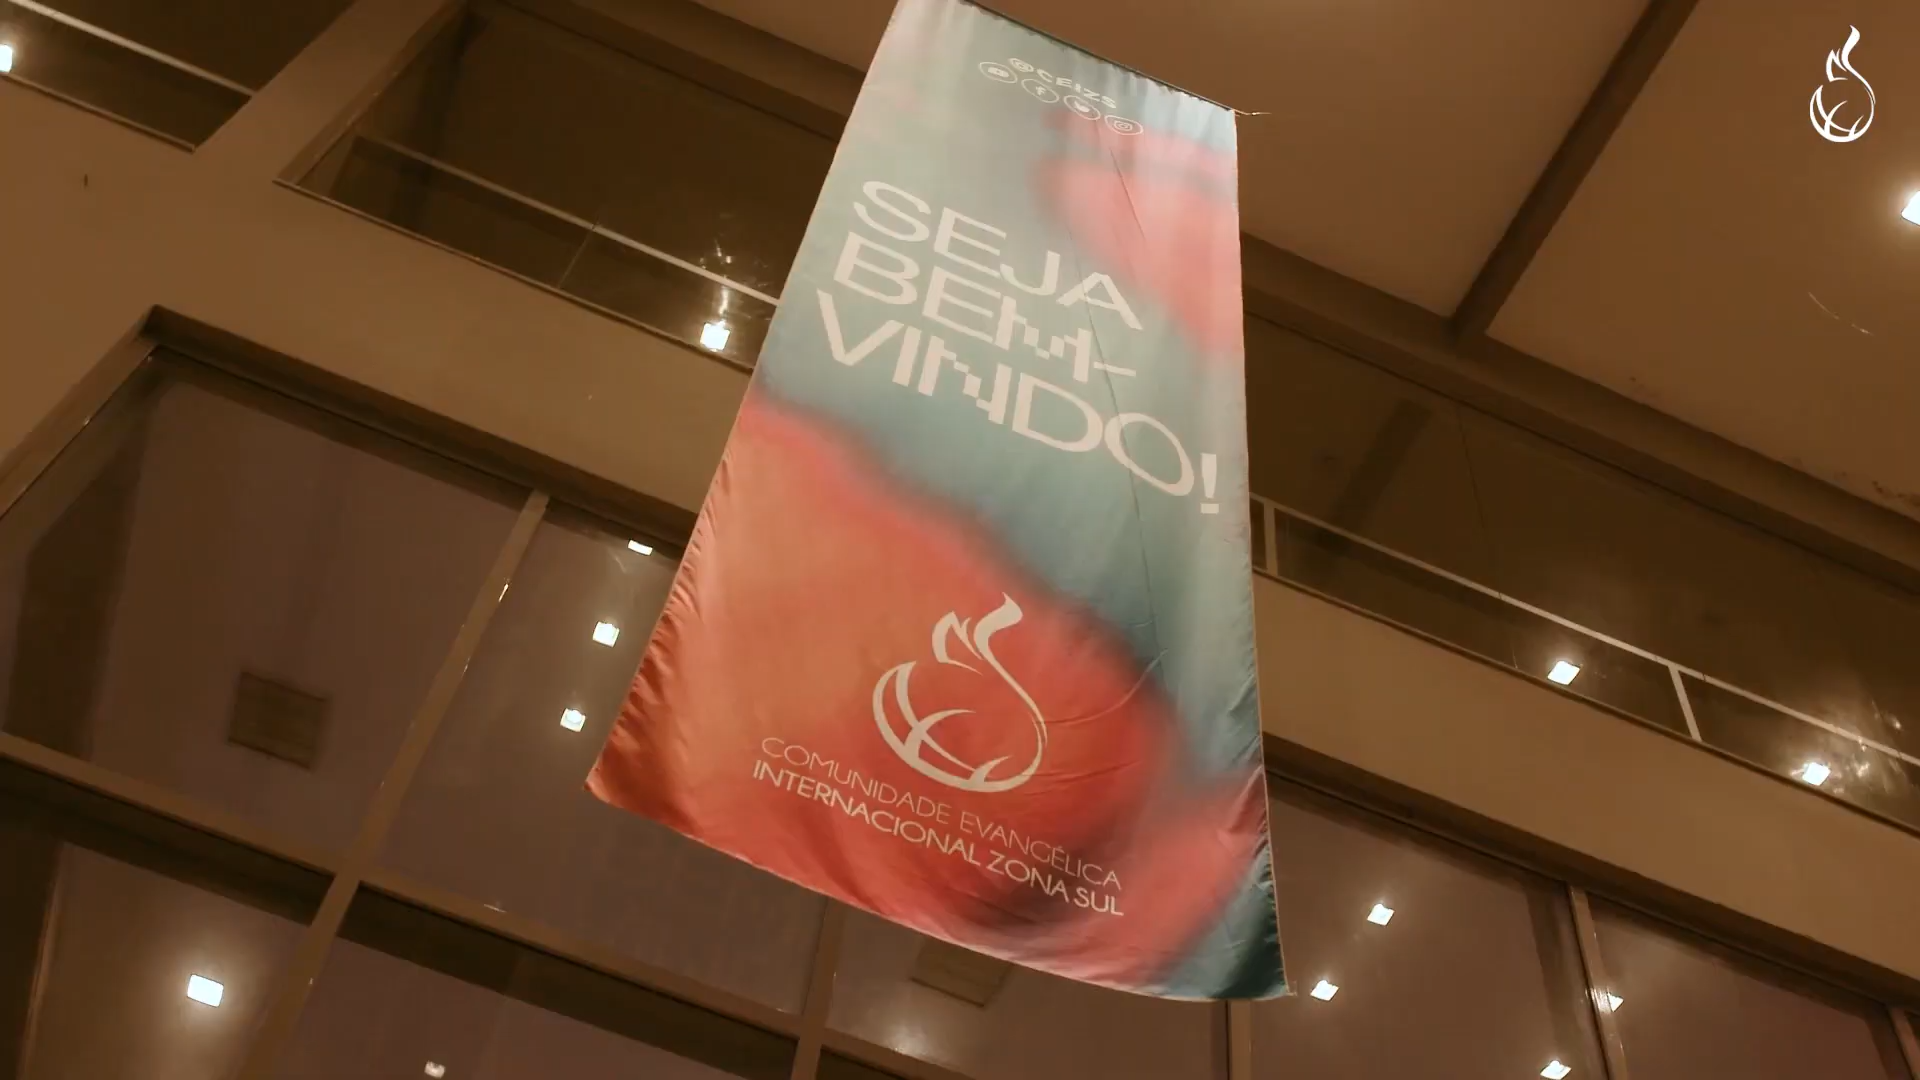 @CEIZS
SEJA
BEM-
VINDO!
COMUNIDADE EVANGÉLICA
INTERNACIONAL ZONA SUL